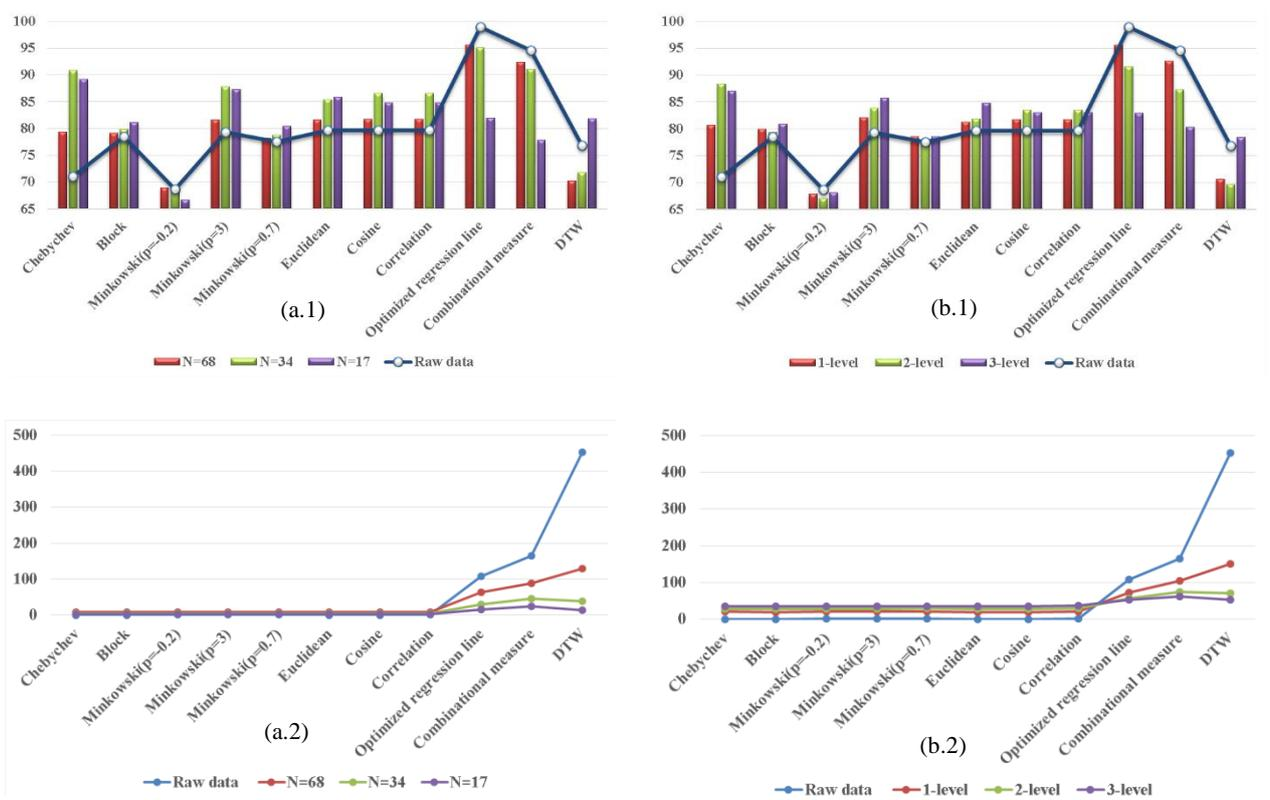 100
95
90
85
80
75
70
65
Chebychev
Block
Minkowski(p=-0.2)
Minkowski(p=3)
Minkowski(p=0.7)
Euclidean
Cosine
Correlation
Optimized regression line
Combinational measure
DTW
(a.1)
N=68 N=34 N=17 Raw data
100
95
90
85
80
75
70
65
Chebychev
Block
Minkowski(p=-0.2)
Minkowski(p=3)
Minkowski(p=0.7)
Euclidean
Cosine
Correlation
Optimized regression line
Combinational measure
DTW
(b.1)
1-level 2-level 3-level Raw data
500
400
300
200
100
0
Chebychev
Block
Minkowski(p=-0.2)
Minkowski(p=3)
Minkowski(p=0.7)
Euclidean
Cosine
Correlation
Optimized regression line
Combinational measure
DTW
(a.2)
Raw data N=68 N=34 N=17
500
400
300
200
100
0
Chebychev
Block
Minkowski(p=-0.2)
Minkowski(p=3)
Minkowski(p=0.7)
Euclidean
Cosine
Correlation
Optimized regression line
Combinational measure
DTW
(b.2)
Raw data 1-level 2-level 3-level